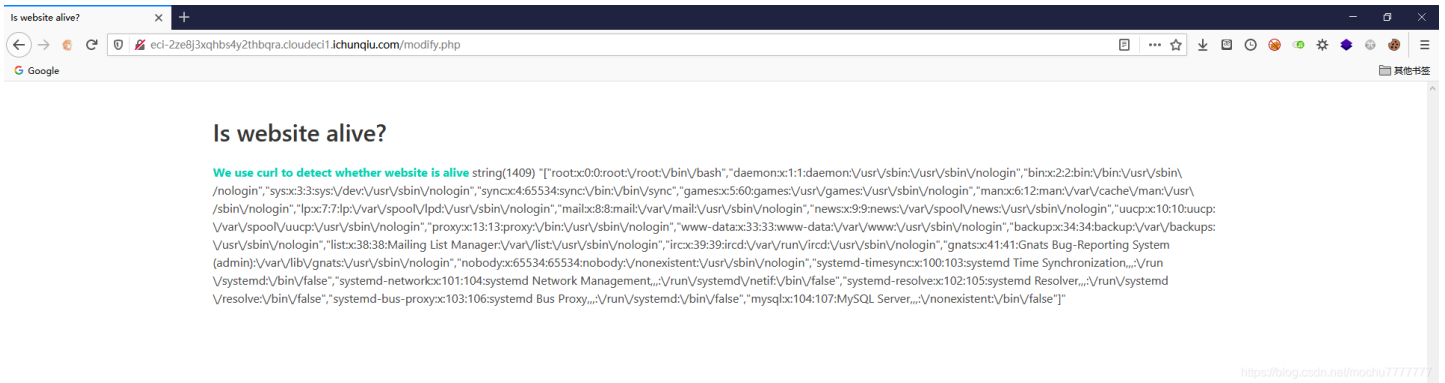 Is website alive?
eci-2ze8j3xqhbs4y2thbqra.cloudeci1.ichunqiu.com/modify.php
Google
其他书签
Is website alive?
We use curl to detect whether website is alive string(1409) "["root:x:0:0:root:\/root:\/bin\/bash","daemon:x:1:1:daemon:\/usr\/sbin:\/usr\/sbin\/nologin","bin:x:2:2:bin:\/bin:\/usr\/sbin\
/nologin","sys:x:3:3:sys:\/dev:\/usr\/sbin\/nologin","sync:x:4:65534:sync:\/bin:\/bin\/sync","games:x:5:60:games:\/usr\/games:\/usr\/sbin\/nologin","man:x:6:12:man:\/var\/cache\/man:\/usr\
/sbin\/nologin","lp:x:7:7:lp:\/var\/spool\/lpd:\/usr\/sbin\/nologin","mail:x:8:8:mail:\/var\/mail:\/usr\/sbin\/nologin","news:x:9:9:news:\/var\/spool\/news:\/usr\/sbin\/nologin","uucp:x:10:10:uucp:
\/var\/spool\/uucp:\/usr\/sbin\/nologin","proxy:x:13:13:proxy:\/bin:\/usr\/sbin\/nologin","www-data:x:33:33:www-data:\/var\/www:\/usr\/sbin\/nologin","backup:x:34:34:backup:\/var\/backups:
\/usr\/sbin\/nologin","list:x:38:38:Mailing List Manager:\/var\/list:\/usr\/sbin\/nologin","irc:x:39:39:ircd:\/var\/run\/ircd:\/usr\/sbin\/nologin","gnats:x:41:41:Gnats Bug-Reporting System
(admin):\/var\/lib\/gnats:\/usr\/sbin\/nologin","nobody:x:65534:65534:nobody:\/nonexistent:\/usr\/sbin\/nologin","systemd-timesync:x:100:103:systemd Time Synchronization,,,:\/run
\/systemd:\/bin\/false","systemd-network:x:101:104:systemd Network Management,,,:\/run\/systemd\/netif:\/bin\/false","systemd-resolve:x:102:105:systemd Resolver,,,:\/run\/systemd
\/resolve:\/bin\/false","systemd-bus-proxy:x:103:106:systemd Bus Proxy,,,:\/run\/systemd:\/bin\/false","mysql:x:104:107:MySQL Server,,,:\/nonexistent:\/bin\/false"]"
https://blog.csdn.net/mochu7777777